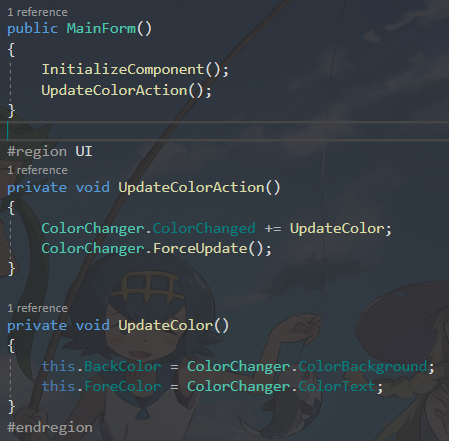 1 reference
public MainForm()
{
InitializeComponent();
UpdateColorAction();
}
#region UI
1 reference
private void UpdateColorAction()
{
ColorChanger.ColorChanged += UpdateColor;
ColorChanger.ForceUpdate();
}
1 reference
private void UpdateColor()
{
this.BackColor = ColorChanger.ColorBackground;
this.ForeColor = ColorChanger.ColorText;
}
#endregion